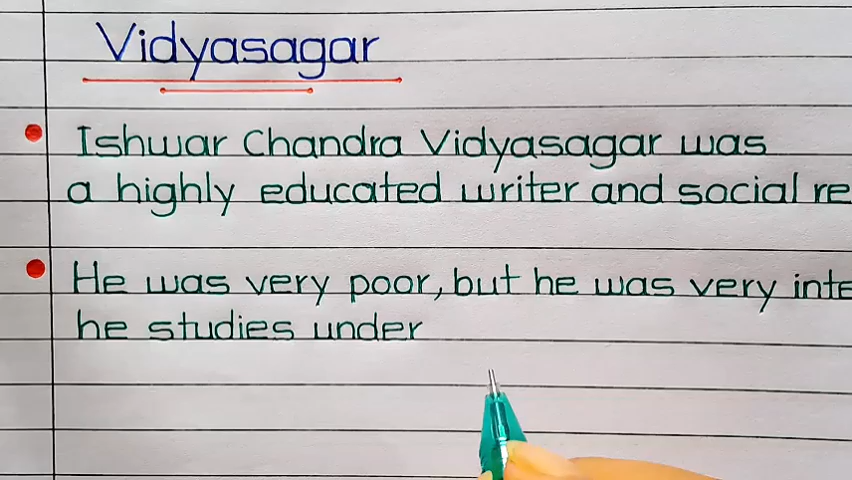 Vidyasagar
Ishwar Chandra Vidyasagar was
a highly educated writer and social re
He was very poor, but he was very inte
he studies under